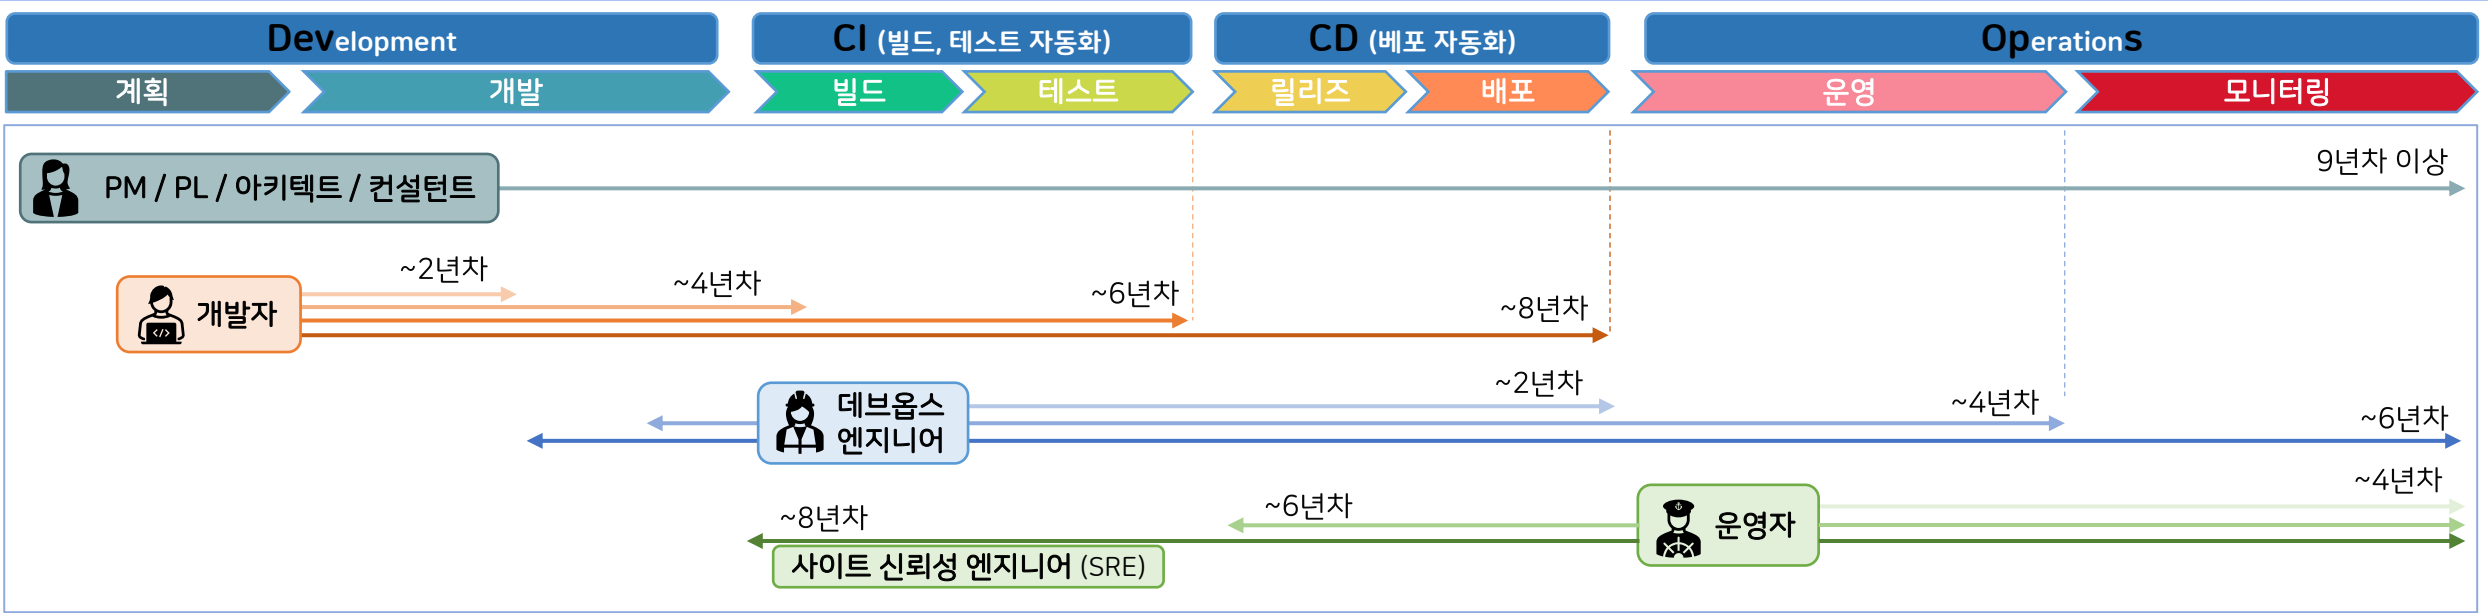 Development
CI (빌드, 테스트 자동화)
CD (배포 자동화)
Operations
계획
개발
빌드
테스트
릴리즈
배포
운영
모니터링
PM / PL / 아키텍트 / 컨설턴트
9년차 이상
개발자
~2년차
~4년차
~6년차
~8년차
데브옵스
엔지니어
~2년차
~4년차
~6년차
운영자
~4년차
~6년차
~8년차
사이트 신뢰성 엔지니어 (SRE)